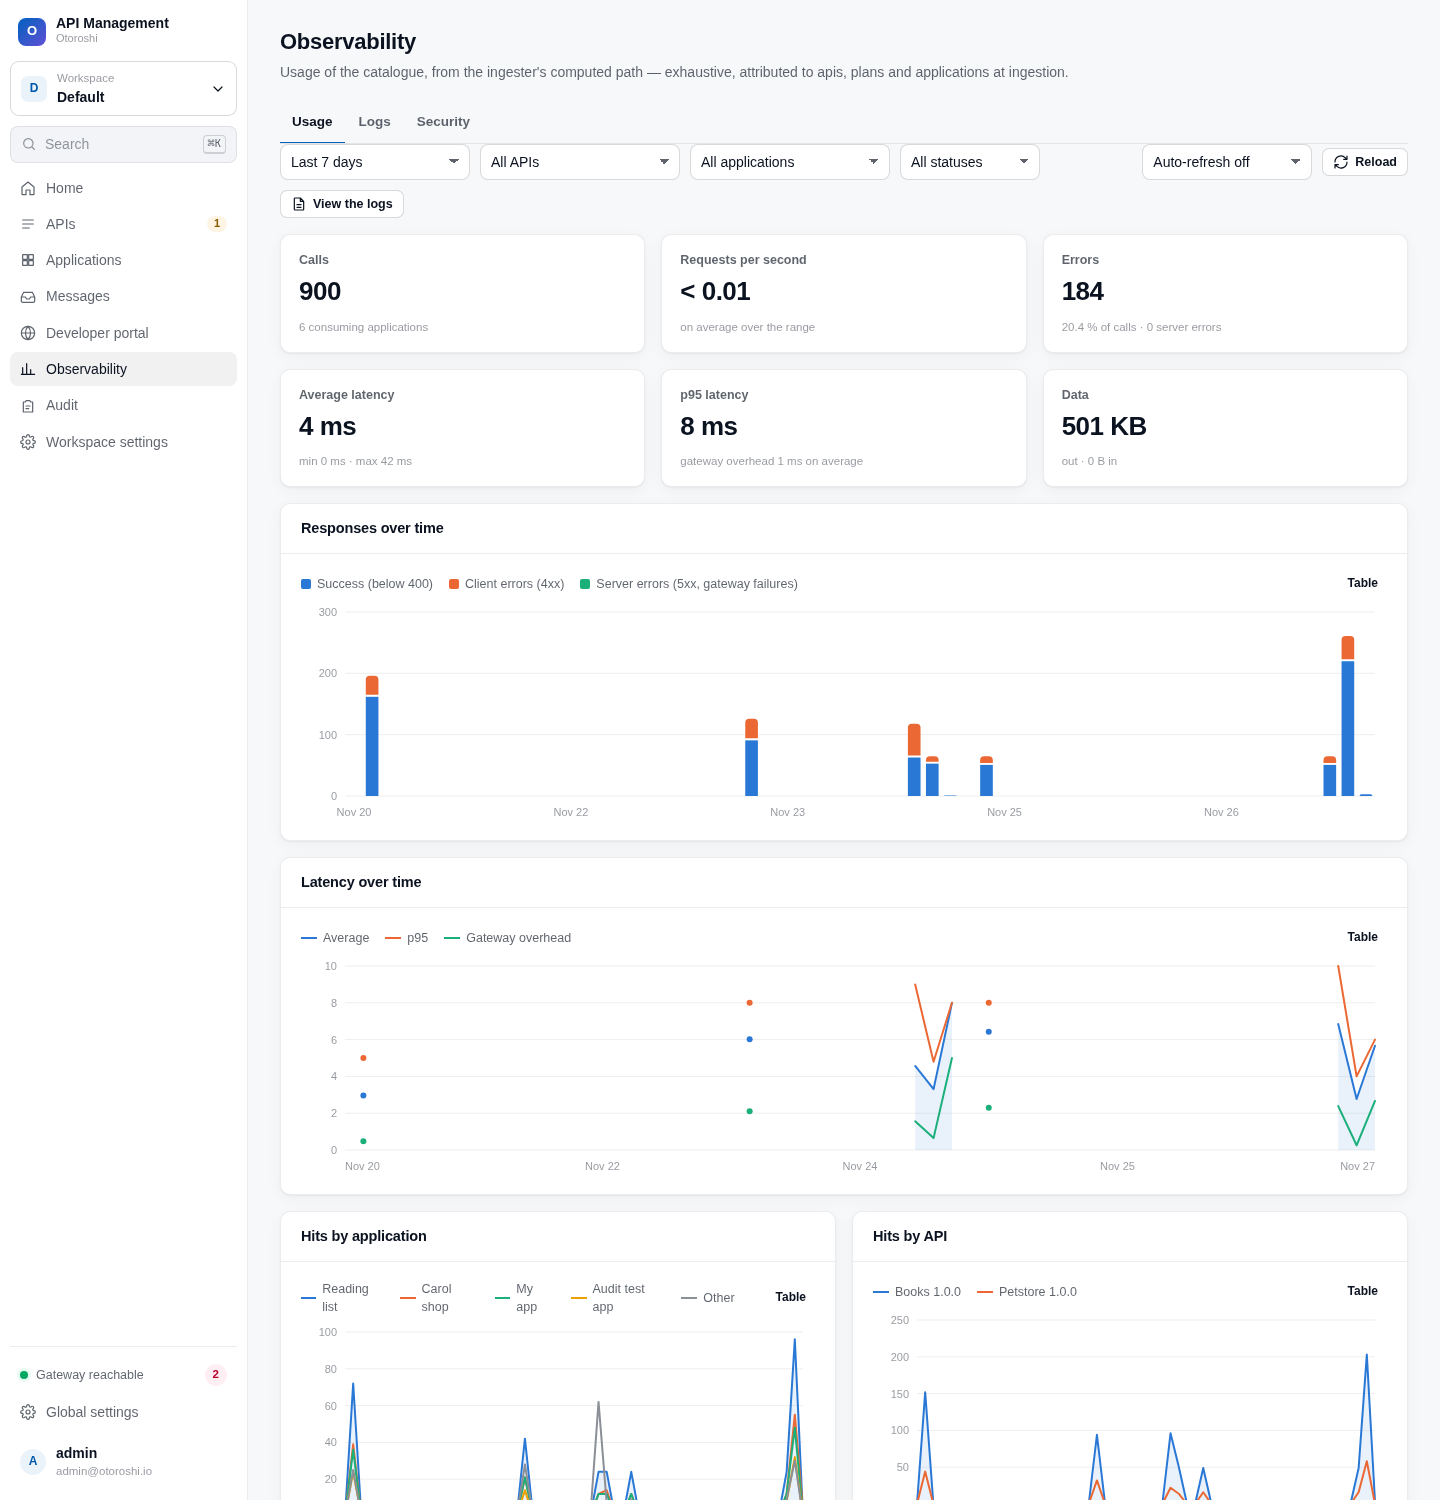 API Management
Otoroshi
Workspace
D
Default
Search
⌘K
Home
APIs
1
Applications
Messages
Developer portal
Observability
Audit
Workspace settings
Gateway reachable
2
Global settings
A
admin
admin@otoroshi.io
O
Observability
Usage of the catalogue, from the ingester's computed path — exhaustive, attributed to apis, plans and applications at ingestion.
Usage Logs Security
Last 7 days All APIs All applications All statuses Auto-refresh off Reload
View the logs
Calls
900
6 consuming applications
Requests per second
< 0.01
on average over the range
Errors
184
20.4 % of calls · 0 server errors
Average latency
4 ms
min 0 ms · max 42 ms
p95 latency
8 ms
gateway overhead 1 ms on average
Data
501 KB
out · 0 B in
Responses over time
Success (below 400) Client errors (4xx) Server errors (5xx, gateway failures) Table
300
200
100
0
Nov 20 Nov 22 Nov 23 Nov 25 Nov 26
Latency over time
Average p95 Gateway overhead Table
10
8
6
4
2
0
Nov 20 Nov 22 Nov 24 Nov 25 Nov 27
Hits by application
Reading list
Carol shop
My app
Audit test app
Other
Table
100
80
60
40
20
Hits by API
Books 1.0.0 Petstore 1.0.0 Table
250
200
150
100
50